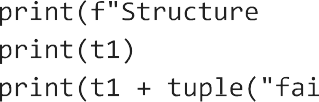 print(f"Structure
print(t1)
print(t1 + tuple("fai